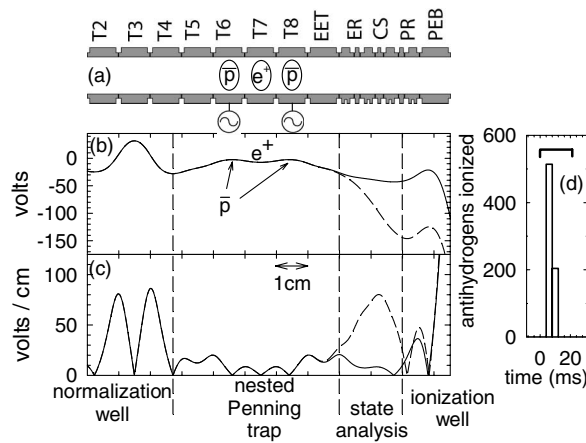 T2 T3 T4 T5 T6 T7 T8 EET ER CS PR PEB
(a) p̅ e⁺ p̅
(b)
e⁺
p̅
volts
0
-50
-100
-150
(c)
1cm
volts / cm
100
50
0
normalization
well
nested
Penning
trap
state
analysis
ionization
well
(d)
antihydrogens ionized
600
400
200
0
0 20
time (ms)